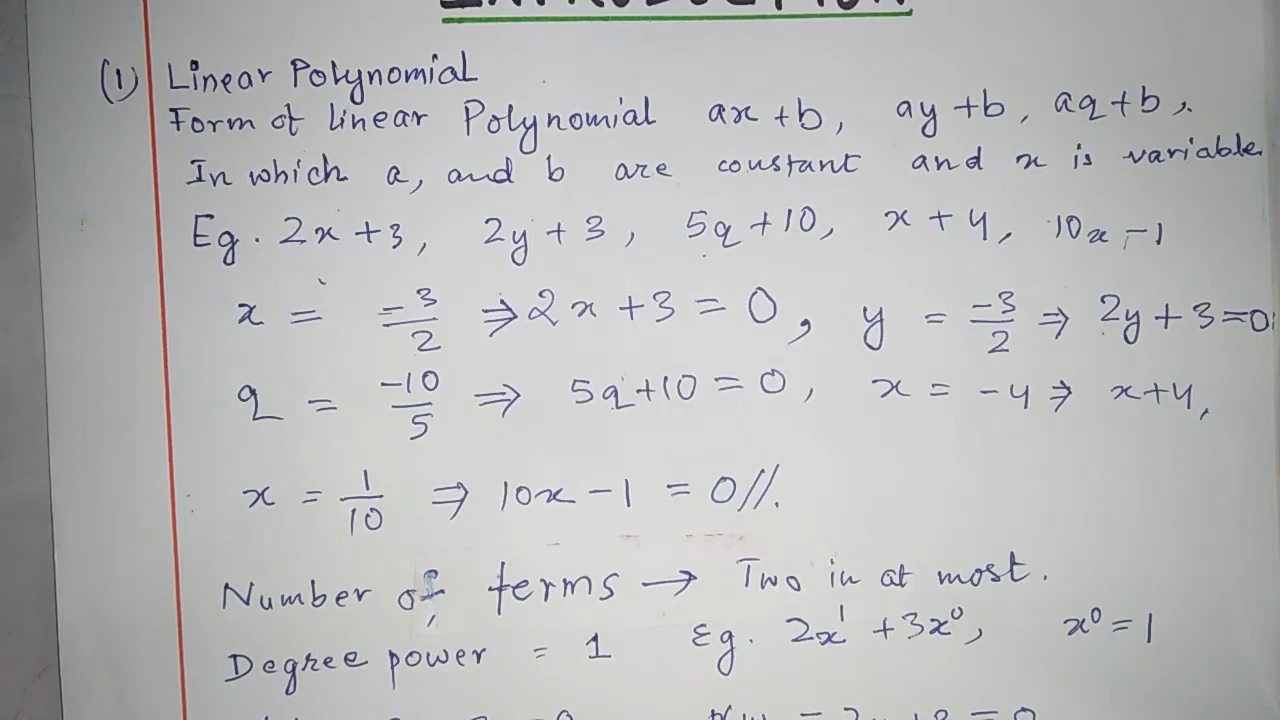 INTRODUCTION
(1) Linear Polynomial
Form of linear Polynomial ax+b, ay+b, aq+b,
In which a, and b are constant and x is variable
Eg. 2x+3, 2y+3, 5q+10, x+4, 10x-1
x = -3/2 ⇒ 2x+3=0, y = -3/2 ⇒ 2y+3=0
q = -10/5 ⇒ 5q+10=0, x = -4 ⇒ x+4,
x = 1/10 ⇒ 10x-1 = 0//.
Number of terms → Two in at most.
Degree power = 1 Eg. 2x¹+3x⁰, x⁰=1